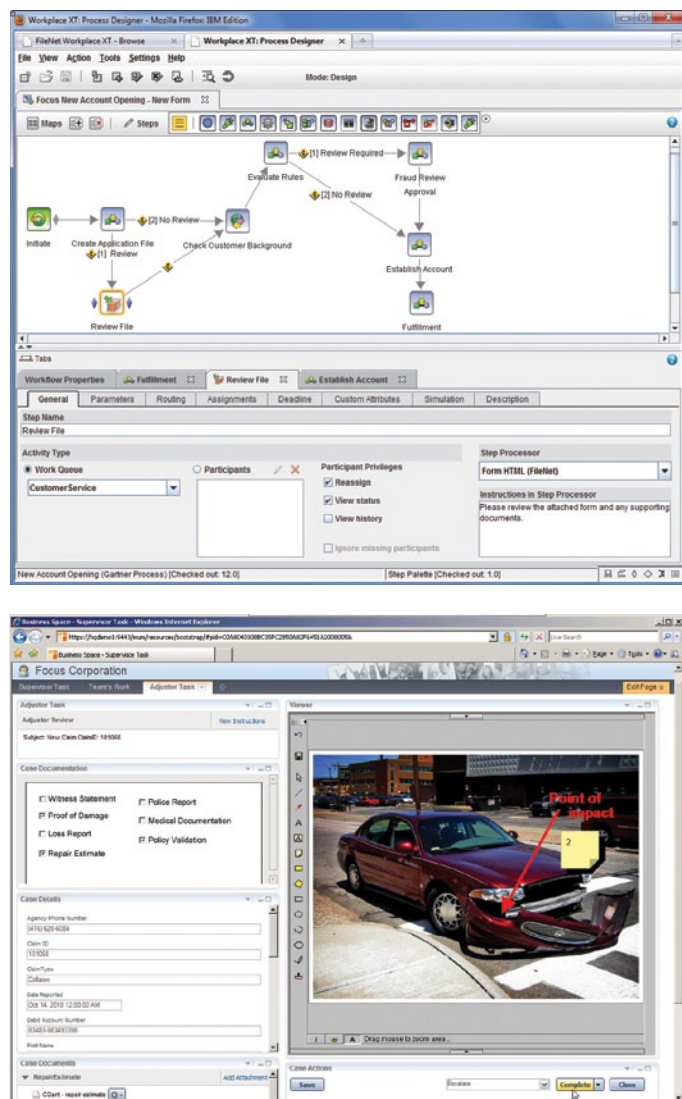 Workplace XT: Process Designer - Mozilla Firefox: IBM Edition
FileNet Workplace XT - Browse
Workplace XT: Process Designer
File View Action Tools Settings Help
Mode: Design
Focus New Account Opening - New Form
Maps
Steps
[1] Review Required
Evaluate Rules
Fraud Review
Approval
[2] No Review
[2] No Review
Initiate
Create Application File
Check Customer Background
[1] Review
Establish Account
Review File
Fulfillment
Tabs
Workflow Properties
Fulfillment
Review File
Establish Account
General
Parameters
Routing
Assignments
Deadline
Custom Attributes
Simulation
Description
Step Name
Review File
Activity Type
Work Queue
CustomerService
Participants
Participant Privileges
Reassign
View status
View history
Ignore missing participants
Step Processor
Form HTML (FileNet)
Instructions in Step Processor
Please review the attached form and any supporting
documents.
New Account Opening (Gartner Process) [Checked out: 12.0]
Step Palette [Checked out: 1.0]
Business Space - Supervisor Task - Windows Internet Explorer
Live Search
Business Space - Supervisor Task
Page
Tools
Focus Corporation
Supervisor Task
Team's Work
Adjustor Task
Edit Page
Adjustor Task
Adjustor Review
View Instructions
Subject: New Claim ClaimID: 101068
Case Documentation
Witness Statement
Police Report
Proof of Damage
Medical Documentation
Loss Report
Policy Validation
Repair Estimate
Case Details
Agency Phone Number
(416) 620-6084
Claim ID
101068
ClaimType
Collision
Date Reported
Oct 14, 2010 12:00:00 AM
Debit Account Number
First Name
Case Documents
RepairEstimate
Add Attachment
CDart - repair estimate
Viewer
Point of
impact
2
Drag mouse to zoom area...
Case Actions
Save
Escalate
Complete
Close